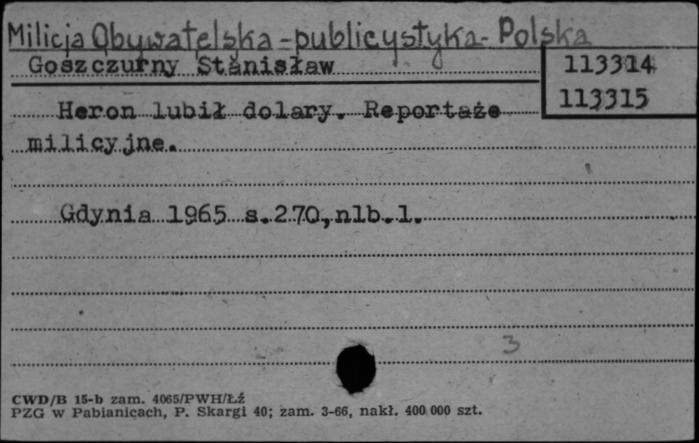 Milicja Obywatelska - publicystyka - Polska
Goszczurny Stanisław
113314
113315
Heron lubił dolary. Reportaże
milicyjne.
Gdynia 1965 s.270,nlb.1.
3
CWD/B 15-b zam. 4065/PWH/Łź
PZG w Pabianicach, P. Skargi 40; zam. 3-66, nakł. 400 000 szt.